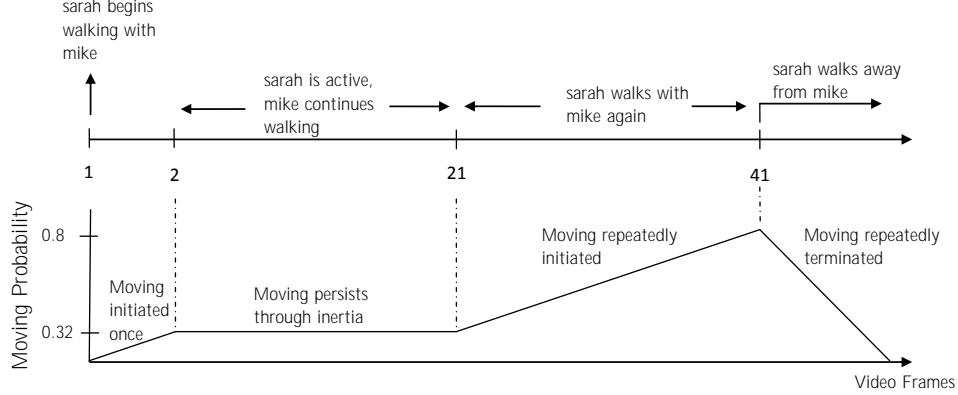 sarah begins
walking with
mike
sarah is active,
mike continues
walking
sarah walks with
mike again
sarah walks away
from mike
1
2
21
41
Moving Probability
0.8
0.32
Moving
initiated
once
Moving persists
through inertia
Moving repeatedly
initiated
Moving repeatedly
terminated
Video Frames